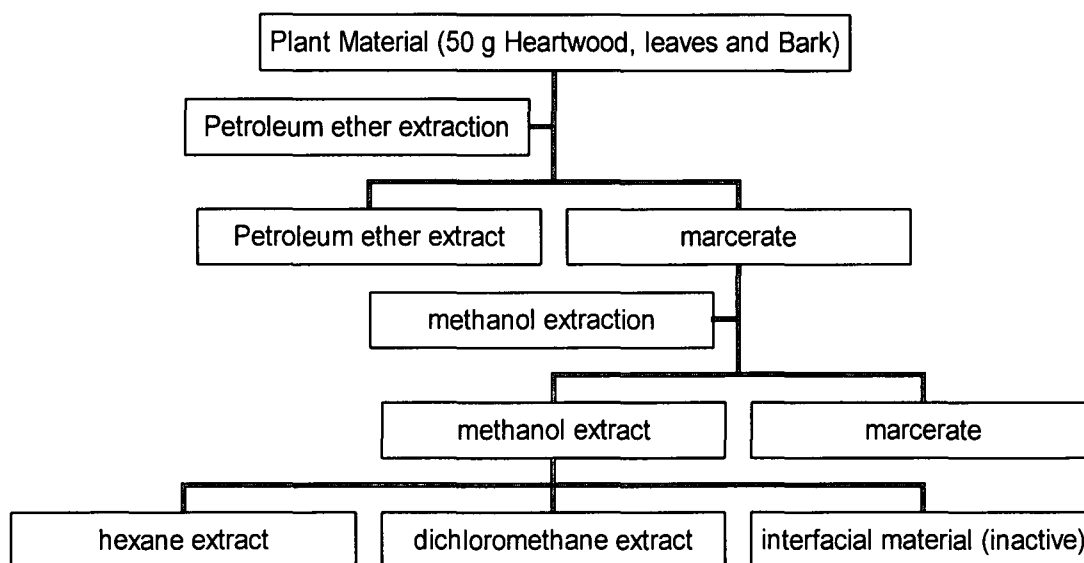 Plant Material (50 g Heartwood, leaves and Bark)
Petroleum ether extraction
Petroleum ether extract
marcerate
methanol extraction
methanol extract
marcerate
hexane extract
dichloromethane extract
interfacial material (inactive)